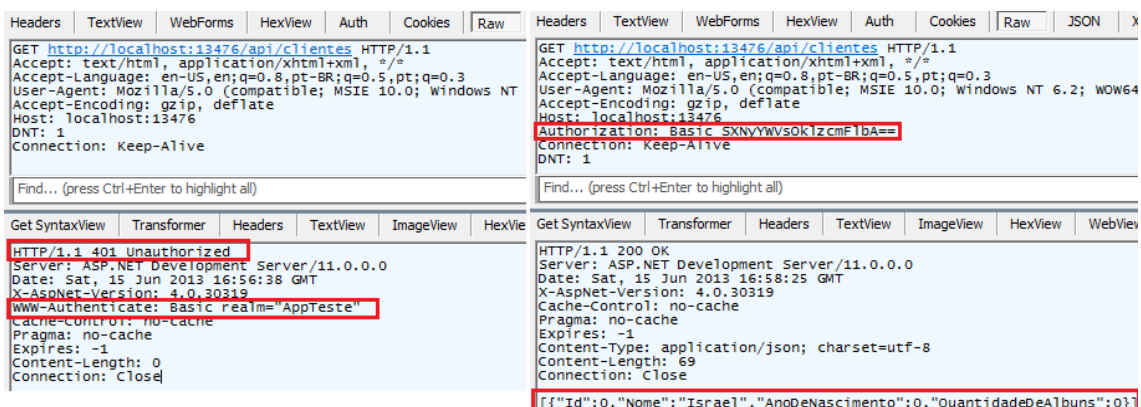 Headers TextView WebForms HexView Auth Cookies Raw
GET http://localhost:13476/api/clientes HTTP/1.1
Accept: text/html, application/xhtml+xml, */*
Accept-Language: en-US,en;q=0.8,pt-BR;q=0.5,pt;q=0.3
User-Agent: Mozilla/5.0 (compatible; MSIE 10.0; Windows NT
Accept-Encoding: gzip, deflate
Host: localhost:13476
DNT: 1
Connection: Keep-Alive
Find... (press Ctrl+Enter to highlight all)
Get SyntaxView Transformer Headers TextView ImageView HexVie
HTTP/1.1 401 Unauthorized
Server: ASP.NET Development Server/11.0.0.0
Date: Sat, 15 Jun 2013 16:56:38 GMT
X-AspNet-Version: 4.0.30319
WWW-Authenticate: Basic realm="AppTeste"
Cache-Control: no-cache
Pragma: no-cache
Expires: -1
Content-Length: 0
Connection: Close
Headers TextView WebForms HexView Auth Cookies Raw JSON X
GET http://localhost:13476/api/clientes HTTP/1.1
Accept: text/html, application/xhtml+xml, */*
Accept-Language: en-US,en;q=0.8,pt-BR;q=0.5,pt;q=0.3
User-Agent: Mozilla/5.0 (compatible; MSIE 10.0; Windows NT 6.2; WOW64
Accept-Encoding: gzip, deflate
Host: localhost:13476
Authorization: Basic SXNyYWVsOklzcmFlbA==
Connection: Keep-Alive
DNT: 1
Find... (press Ctrl+Enter to highlight all)
Get SyntaxView Transformer Headers TextView ImageView HexView WebView
HTTP/1.1 200 OK
Server: ASP.NET Development Server/11.0.0.0
Date: Sat, 15 Jun 2013 16:58:25 GMT
X-AspNet-Version: 4.0.30319
Cache-Control: no-cache
Pragma: no-cache
Expires: -1
Content-Type: application/json; charset=utf-8
Content-Length: 69
Connection: Close
[{"Id":0,"Nome":"Israel","AnoDeNascimento":0,"QuantidadeDeAlbuns":0}]